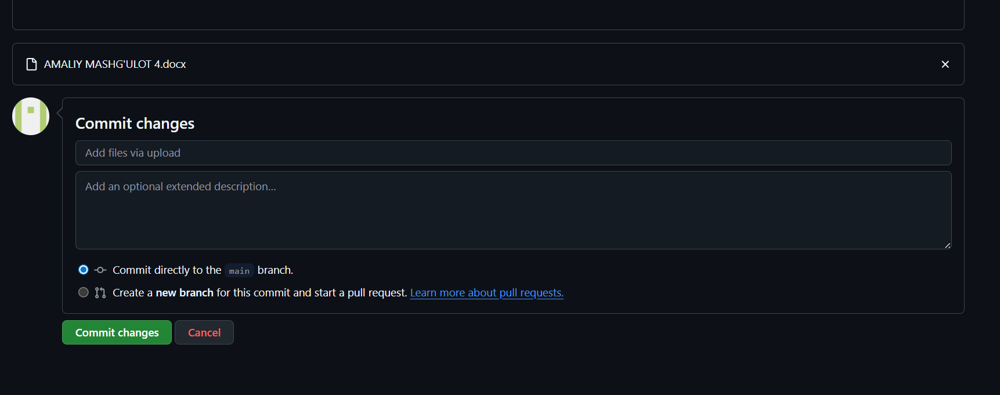 AMALIY MASHG'ULOT 4.docx
Commit changes
Add files via upload
Add an optional extended description...
Commit directly to the main branch.
Create a new branch for this commit and start a pull request. Learn more about pull requests.
Commit changes Cancel